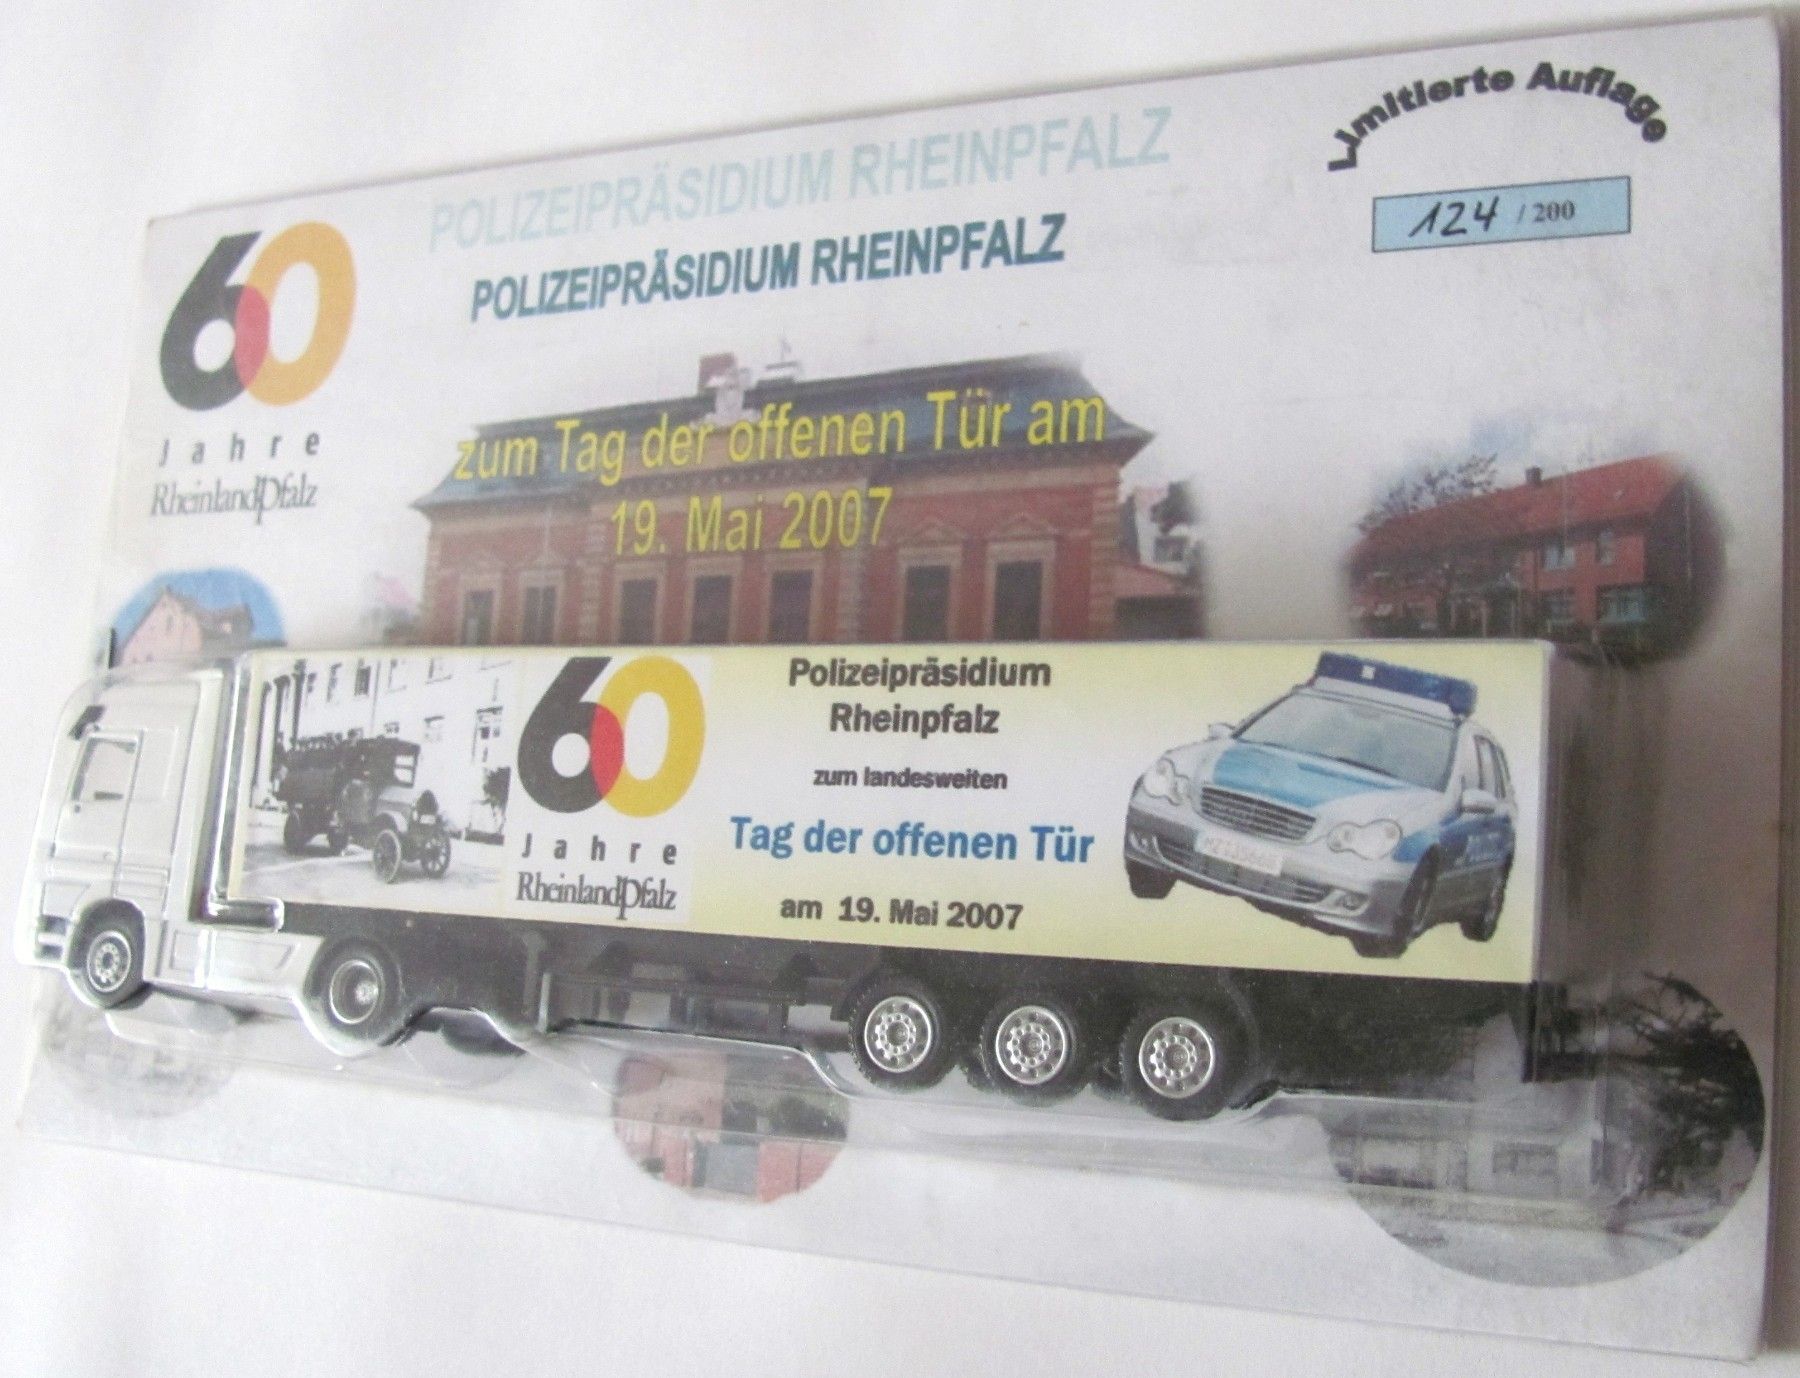 Limitierte Auflage
124 / 200
POLIZEIPRÄSIDIUM RHEINPFALZ
POLIZEIPRÄSIDIUM RHEINPFALZ
60
Jahre
RheinlandPfalz
zum Tag der offenen Tür am
19. Mai 2007
60
Jahre
RheinlandPfalz
Polizeipräsidium
Rheinpfalz
zum landesweiten
Tag der offenen Tür
am 19. Mai 2007